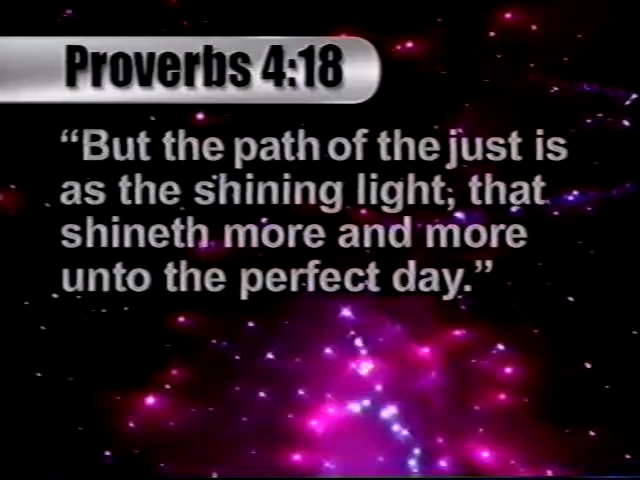 Proverbs 4:18
“But the path of the just is
as the shining light, that
shineth more and more
unto the perfect day.”